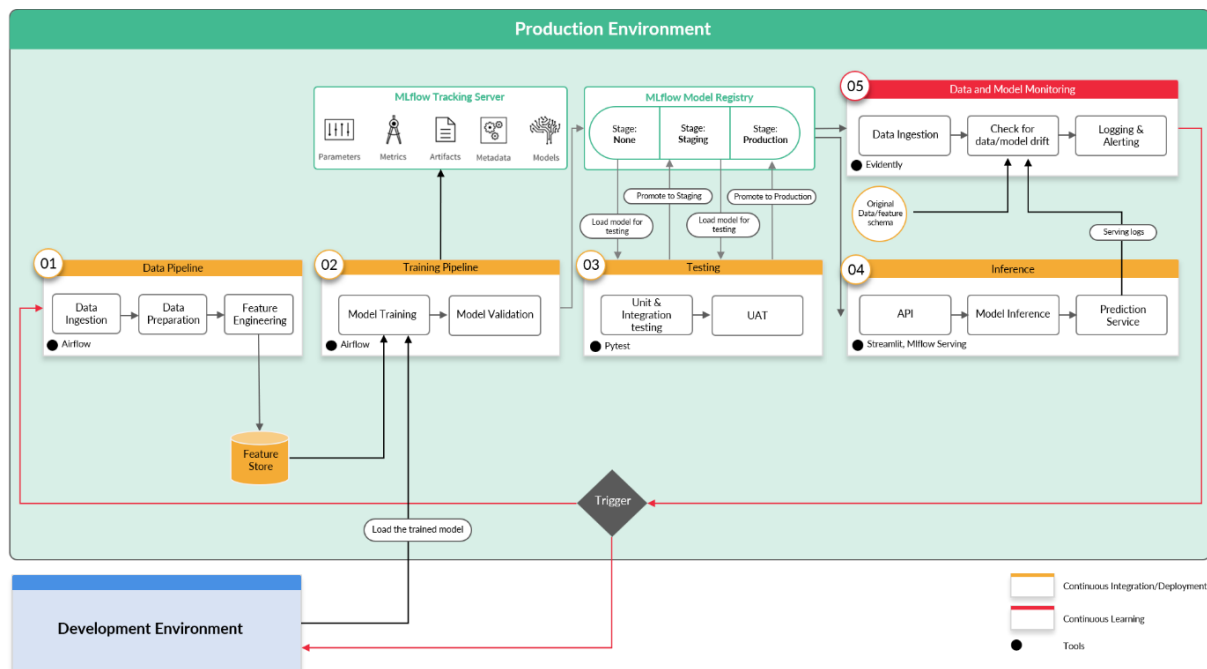 Production Environment
MLflow Tracking Server
Parameters
Metrics
Artifacts
Metadata
Models
MLflow Model Registry
Stage:
None
Stage:
Staging
Stage:
Production
05
Data and Model Monitoring
Data Ingestion
Check for
data/model drift
Logging &
Alerting
Evidently
Promote to Staging
Promote to Production
Load model for
testing
Load model for
testing
Original
Data/feature
schema
Serving logs
01
Data Pipeline
Data
Ingestion
Data
Preparation
Feature
Engineering
Airflow
02
Training Pipeline
Model Training
Model Validation
Airflow
03
Testing
Unit &
Integration
testing
UAT
Pytest
04
Inference
API
Model Inference
Prediction
Service
Streamlit, Mlflow Serving
Feature
Store
Trigger
Load the trained model
Development Environment
Continuous Integration/Deployment
Continuous Learning
Tools